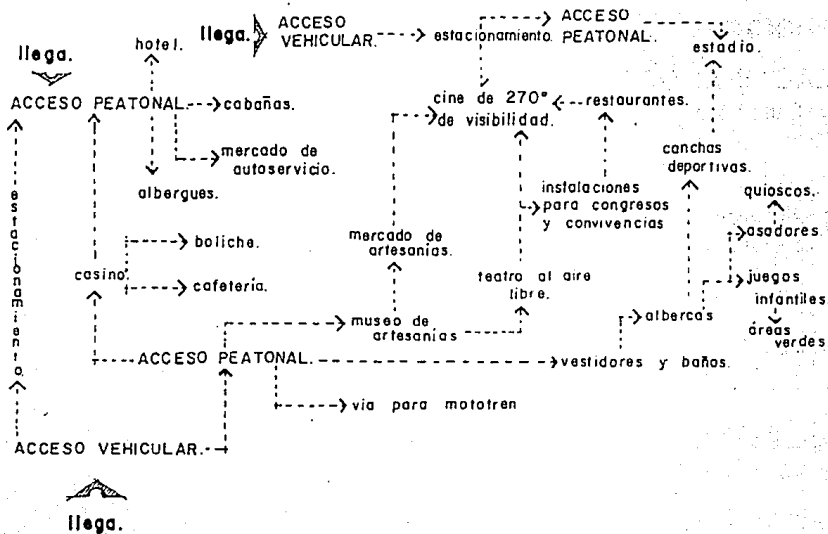 llega.
hotel.
llega.
ACCESO
VEHICULAR.
estacionamiento.
ACCESO
PEATONAL.
estadio.
ACCESO PEATONAL.
cabañas.
cine de 270°
de visibilidad.
restaurantes.
mercado de
autoservicio.
albergues.
canchas
deportivas.
instalaciones
para congresos
y convivencias
quioscos.
asadores.
estacionamiento.
boliche.
casino
cafetería.
mercado de
artesanías.
teatro al aire
libre.
juegos
infantiles
áreas
verdes
albercas
museo de
artesanías
ACCESO PEATONAL.
vestidores y baños.
vía para mototren
ACCESO VEHICULAR.
llega.